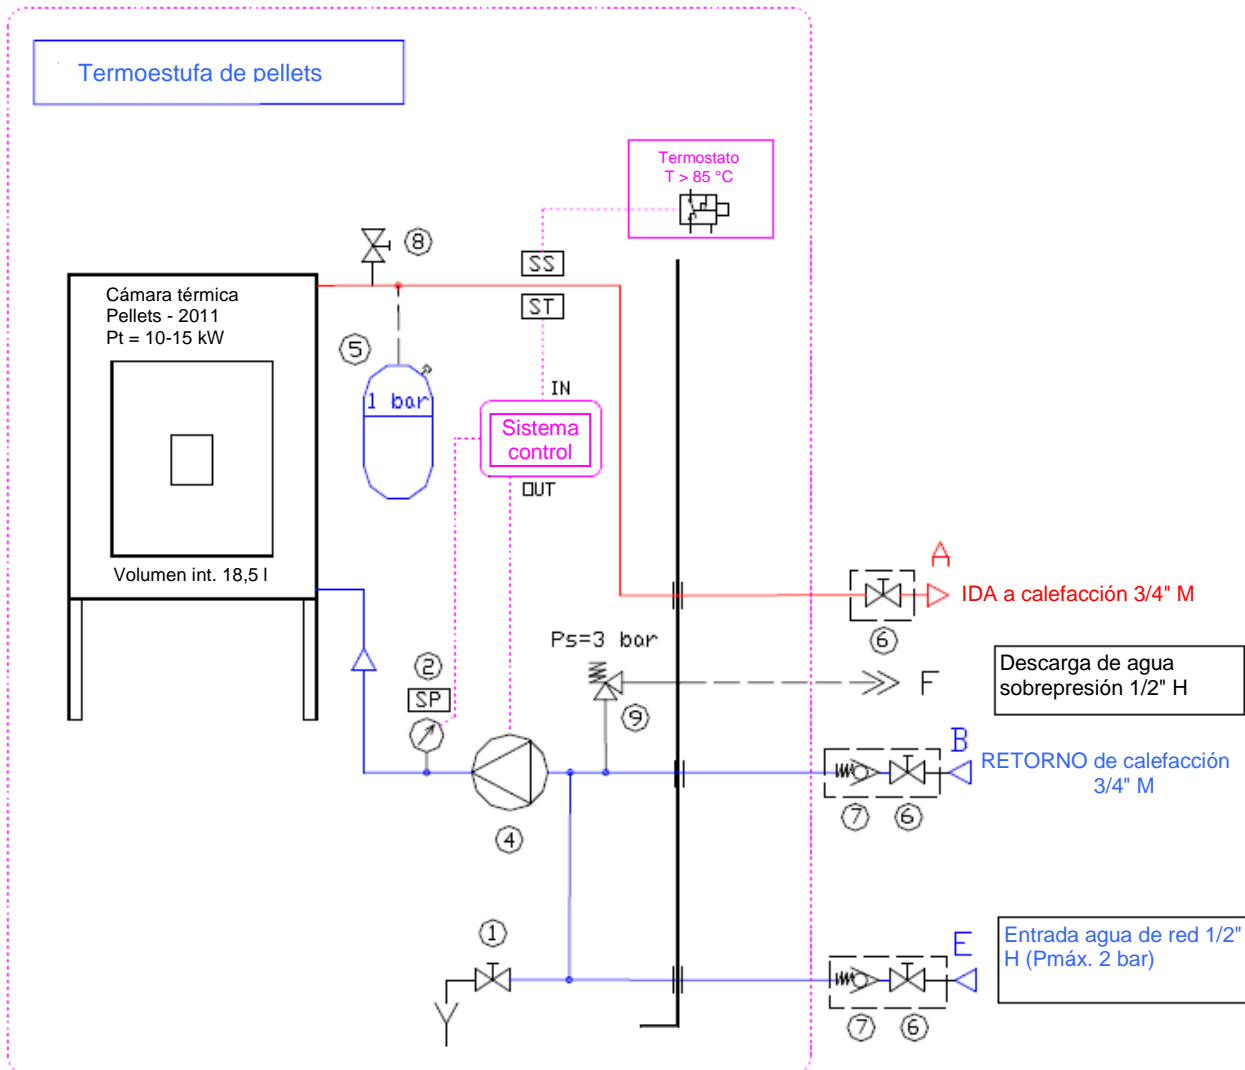 Termoestufa de pellets
Termostato
T > 85 °C
8
SS
Cámara térmica
Pellets - 2011
Pt = 10-15 kW
ST
5
IN
1 bar
Sistema
control
OUT
Volumen int. 18,5 l
A
IDA a calefacción 3/4" M
6
Ps=3 bar
2
SP
9
F
Descarga de agua
sobrepresión 1/2" H
B
RETORNO de calefacción
3/4" M
7
6
4
1
E
Entrada agua de red 1/2"
H (Pmáx. 2 bar)
7
6